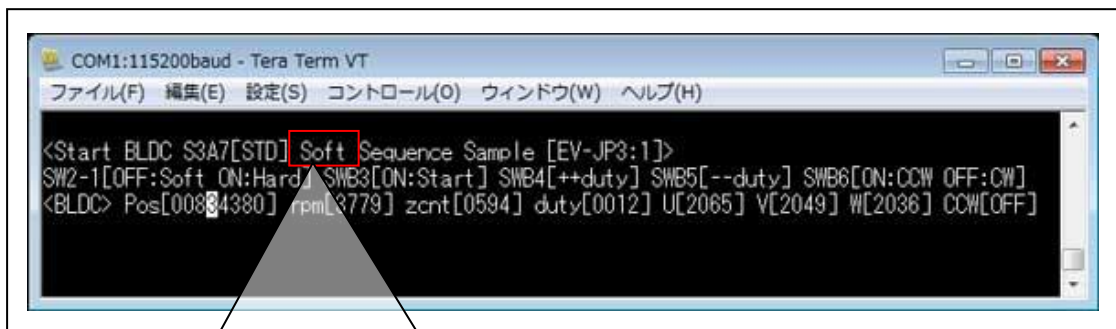 COM1:115200baud - Tera Term VT
ファイル(F) 編集(E) 設定(S) コントロール(O) ウィンドウ(W) ヘルプ(H)
<Start BLDC S3A7[STD] Soft Sequence Sample [EV-JP3:1]>
SW2-1[OFF:Soft ON:Hard] SWB3[ON:Start] SWB4[++duty] SWB5[--duty] SWB6[ON:CCW OFF:CW]
<BLDC> Pos[00834380] rpm[3779] zcnt[0594] duty[0012] U[2065] V[2049] W[2036] CCW[OFF]